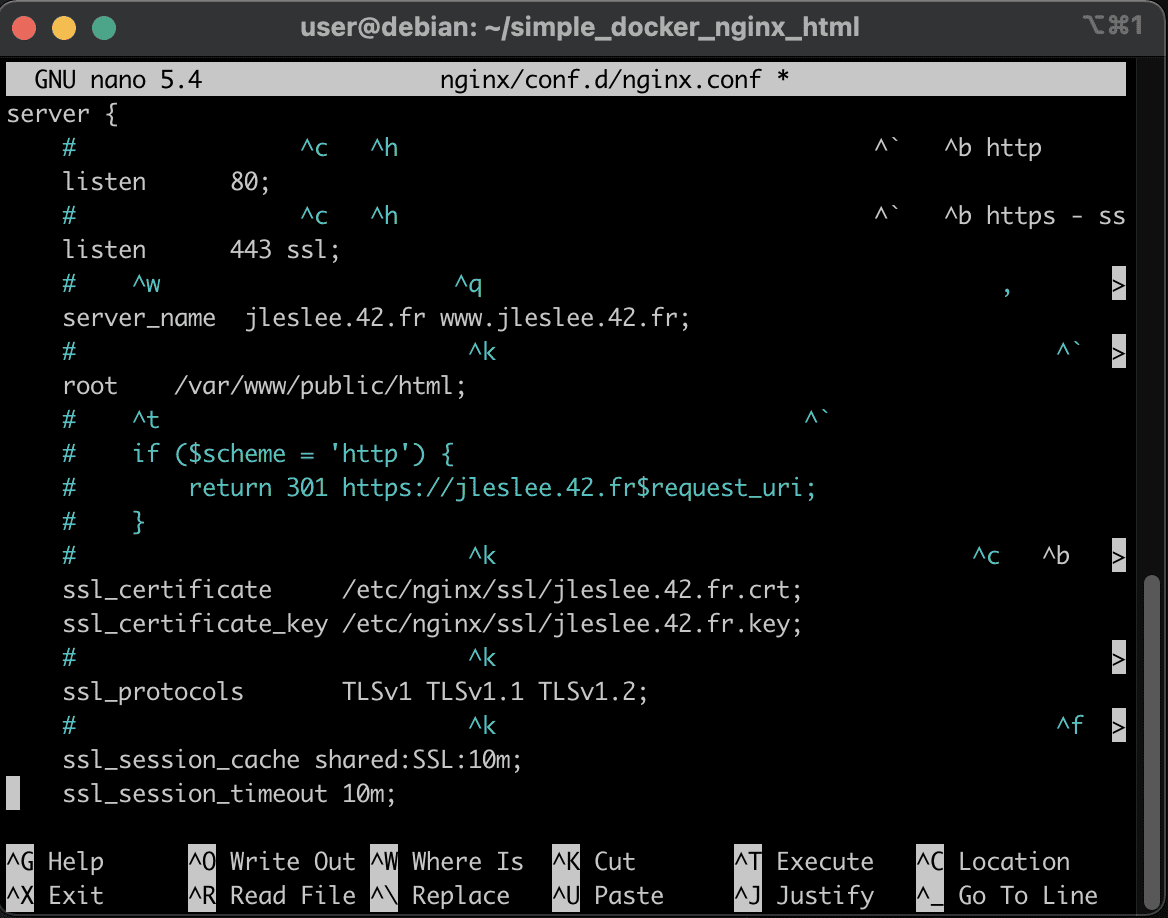 user@debian: ~/simple_docker_nginx_html ⌥⌘1
GNU nano 5.4 nginx/conf.d/nginx.conf *
server {
# ^c ^h ^` ^b http
listen 80;
# ^c ^h ^` ^b https - ss
listen 443 ssl;
# ^w ^q , >
server_name jleslee.42.fr www.jleslee.42.fr;
# ^k ^` >
root /var/www/public/html;
# ^t ^`
# if ($scheme = 'http') {
# return 301 https://jleslee.42.fr$request_uri;
# }
# ^k ^c ^b >
ssl_certificate /etc/nginx/ssl/jleslee.42.fr.crt;
ssl_certificate_key /etc/nginx/ssl/jleslee.42.fr.key;
# ^k >
ssl_protocols TLSv1 TLSv1.1 TLSv1.2;
# ^k ^f >
ssl_session_cache shared:SSL:10m;
ssl_session_timeout 10m;
^G Help ^O Write Out ^W Where Is ^K Cut ^T Execute ^C Location
^X Exit ^R Read File ^\ Replace ^U Paste ^J Justify ^_ Go To Line